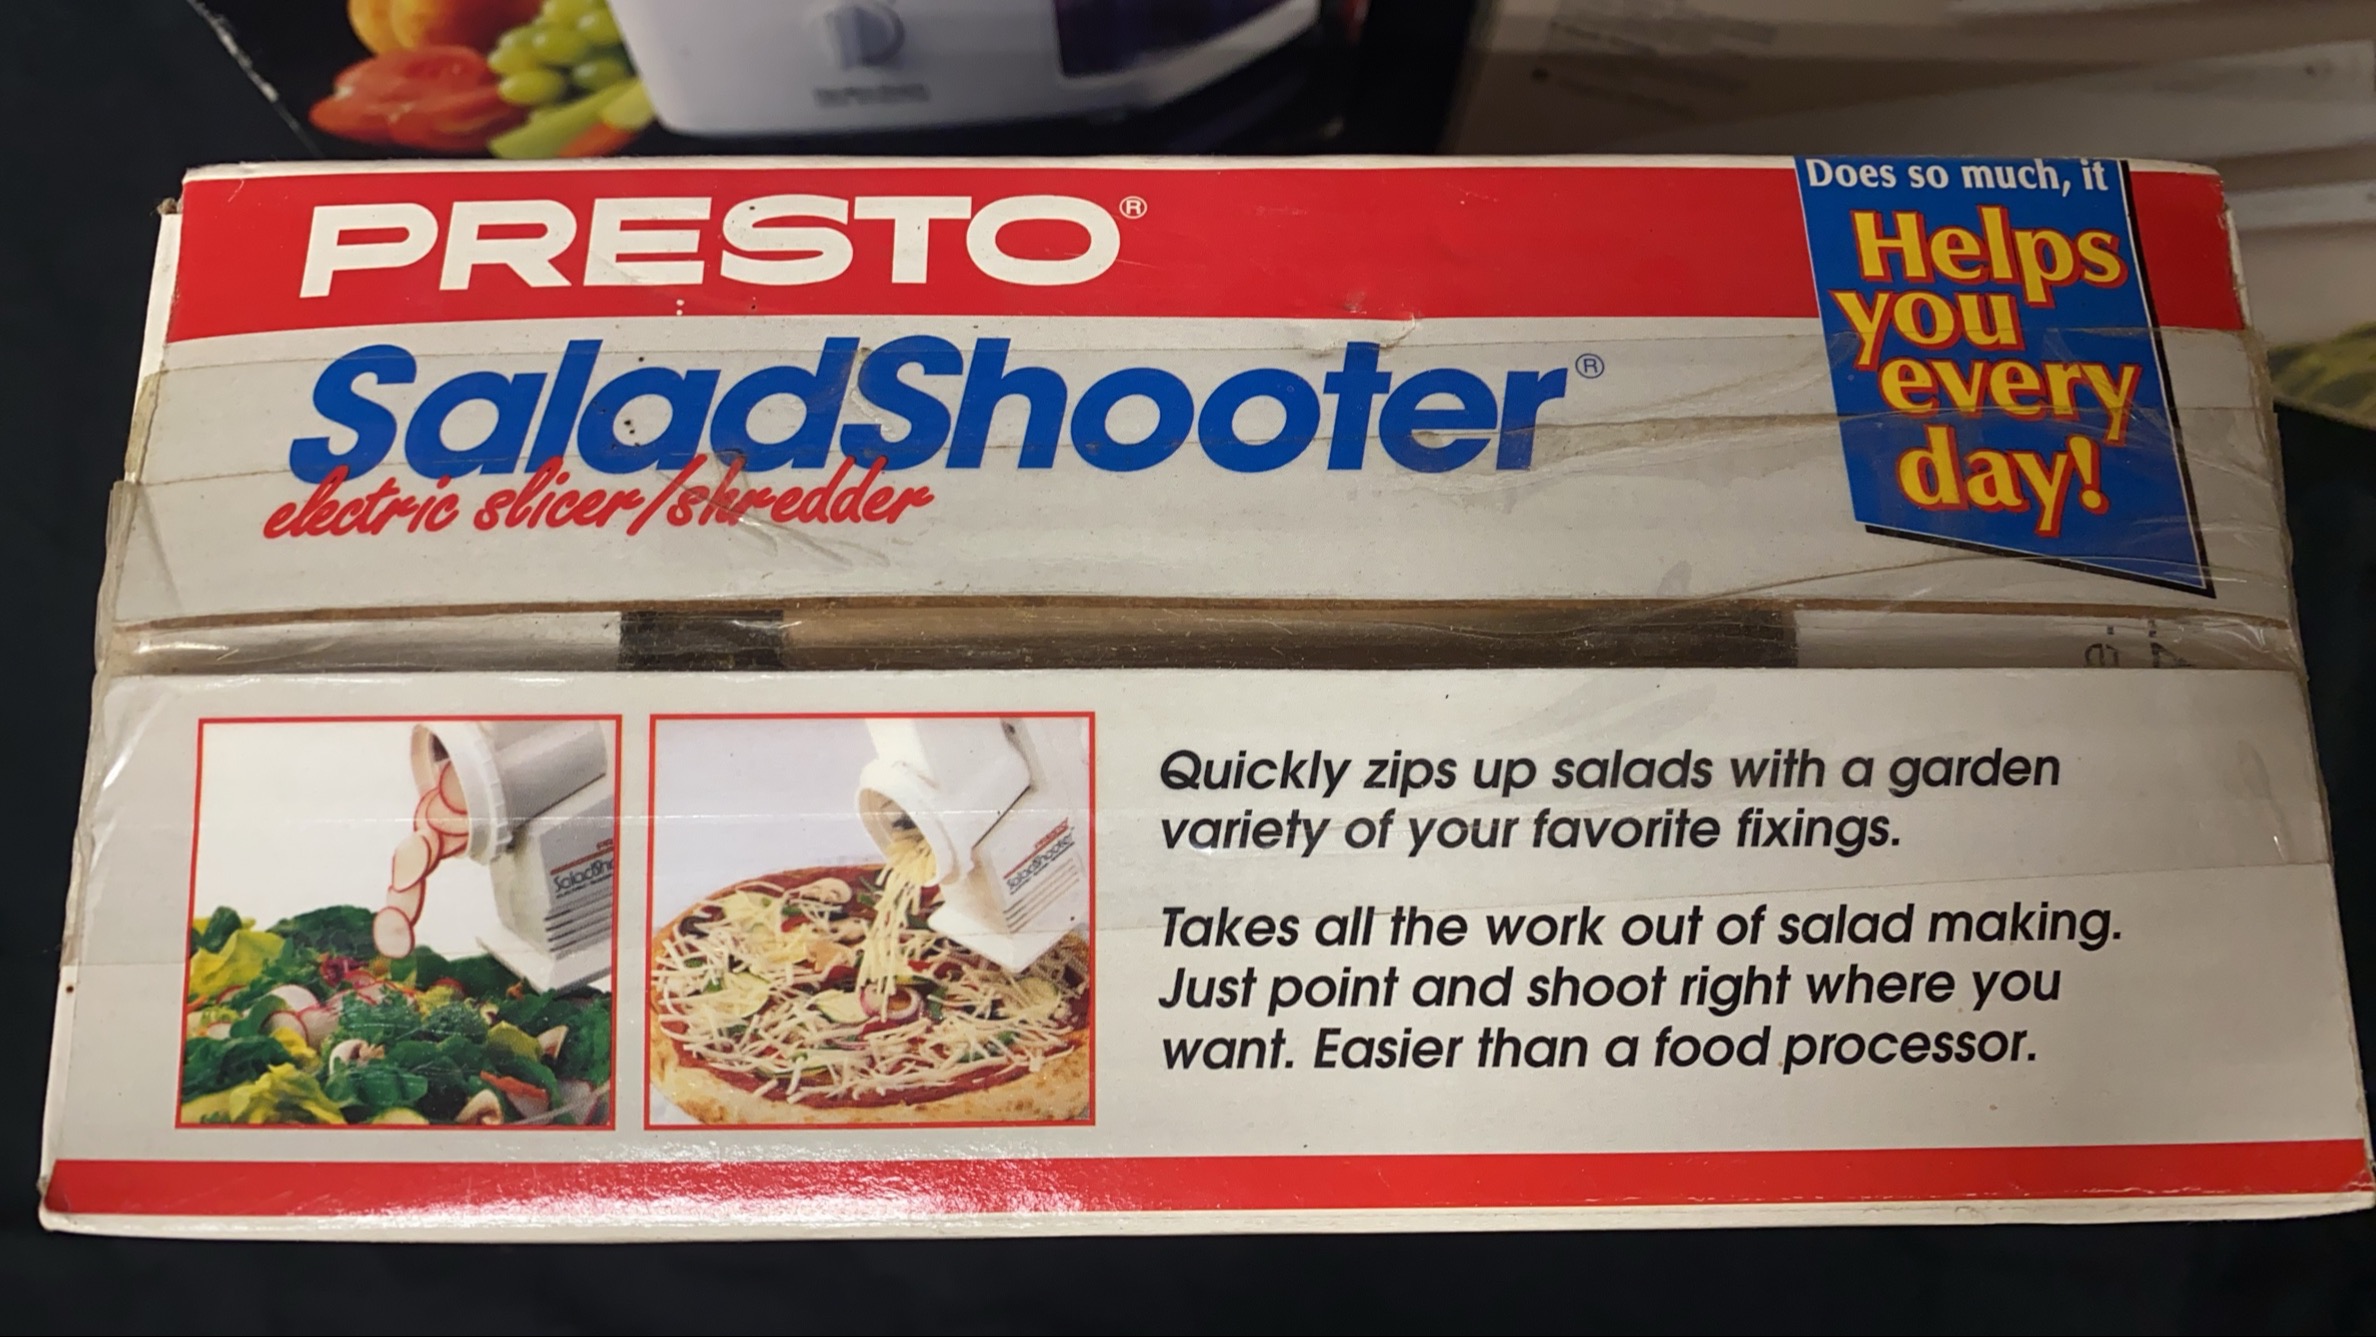 PRESTO®
SaladShooter®
electric slicer/shredder
Does so much, it
Helps
you
every
day!
PRESTO
SaladShooter
Quickly zips up salads with a garden
variety of your favorite fixings.
Takes all the work out of salad making.
Just point and shoot right where you
want. Easier than a food processor.